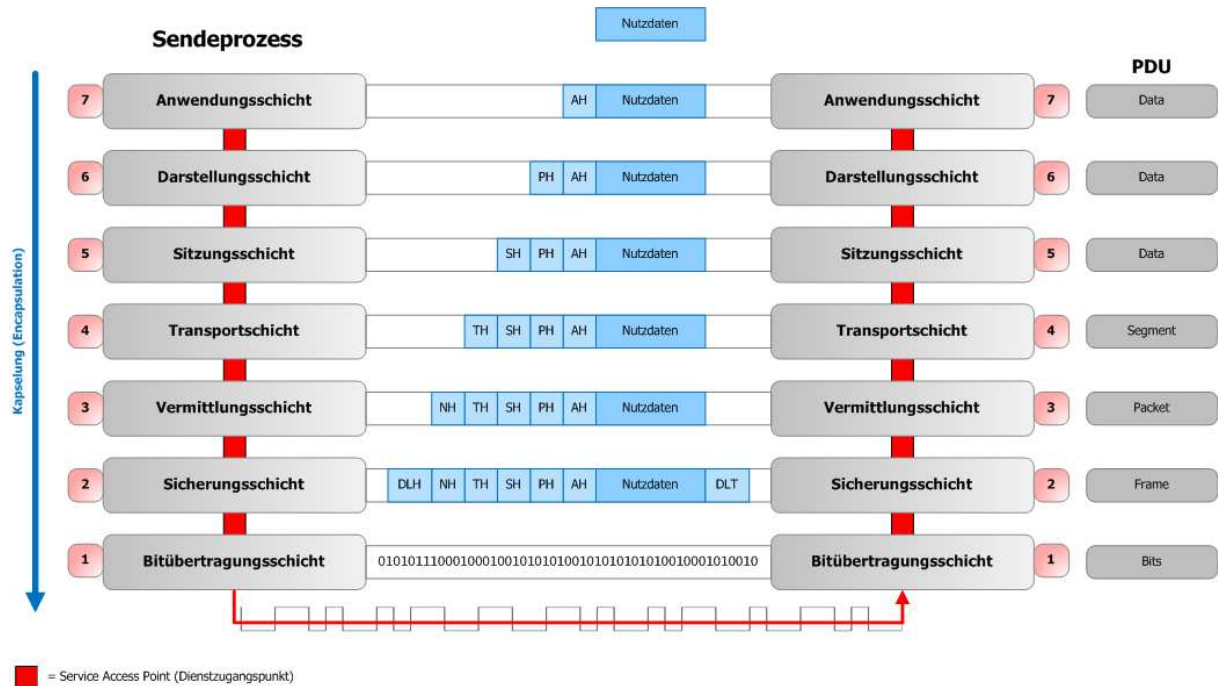 Nutzdaten
Sendeprozess
PDU
7 Anwendungsschicht AH Nutzdaten Anwendungsschicht 7 Data
6 Darstellungsschicht PH AH Nutzdaten Darstellungsschicht 6 Data
5 Sitzungsschicht SH PH AH Nutzdaten Sitzungsschicht 5 Data
4 Transportschicht TH SH PH AH Nutzdaten Transportschicht 4 Segment
3 Vermittlungsschicht NH TH SH PH AH Nutzdaten Vermittlungsschicht 3 Packet
2 Sicherungsschicht DLH NH TH SH PH AH Nutzdaten DLT Sicherungsschicht 2 Frame
1 Bitübertragungsschicht 010101110001000100101010100101010101010010001010010 Bitübertragungsschicht 1 Bits
Kapselung (Encapsulation)
= Service Access Point (Dienstzugangspunkt)